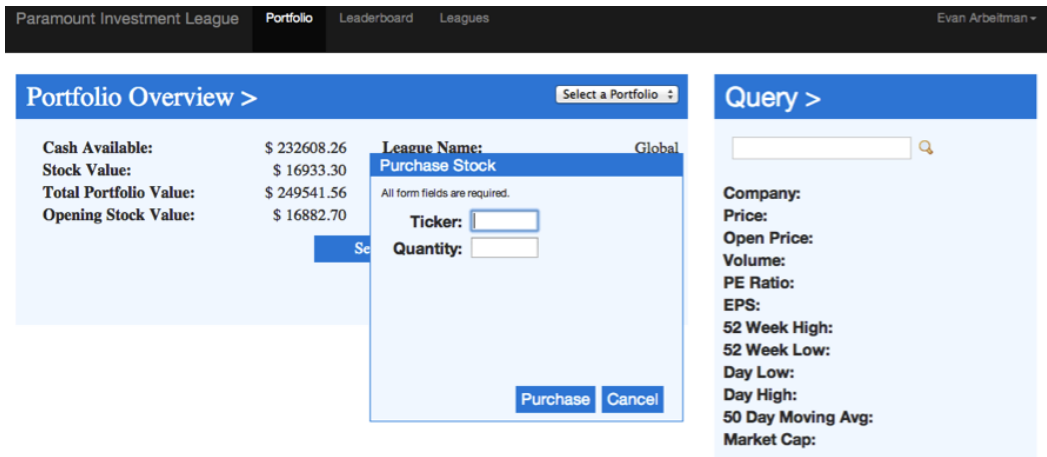 Paramount Investment League Portfolio Leaderboard Leagues Evan Arbeitman
Portfolio Overview > Select a Portfolio
Cash Available: $ 232608.26 League Name: Global
Stock Value: $ 16933.30
Total Portfolio Value: $ 249541.56
Opening Stock Value: $ 16882.70
Se
Purchase Stock
All form fields are required.
Ticker:
Quantity:
Purchase Cancel
Query >
Company:
Price:
Open Price:
Volume:
PE Ratio:
EPS:
52 Week High:
52 Week Low:
Day Low:
Day High:
50 Day Moving Avg:
Market Cap: